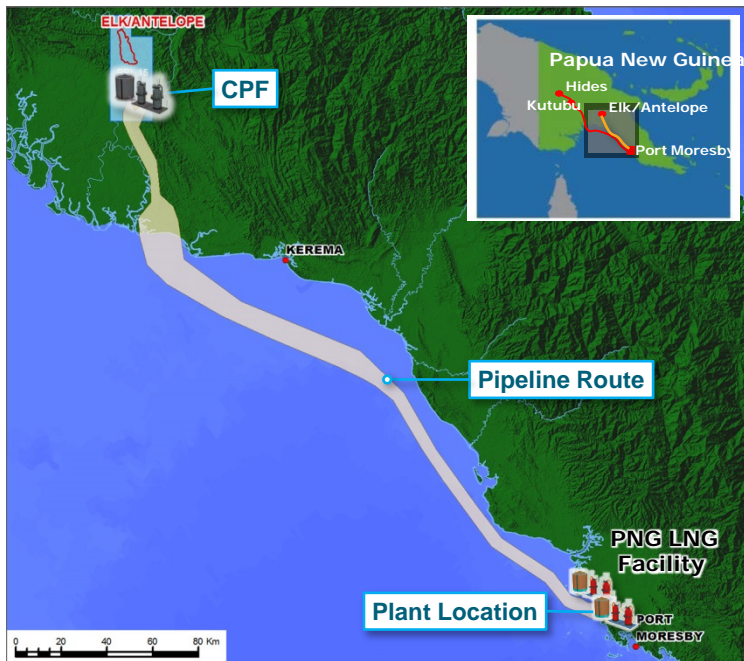 ELK/ANTELOPE
CPF
Papua New Guinea
Hides
Kutubu
Elk/Antelope
Port Moresby
KEREMA
Pipeline Route
PNG LNG
Facility
Plant Location
PORT
MORESBY
0 20 40 60 80 Km